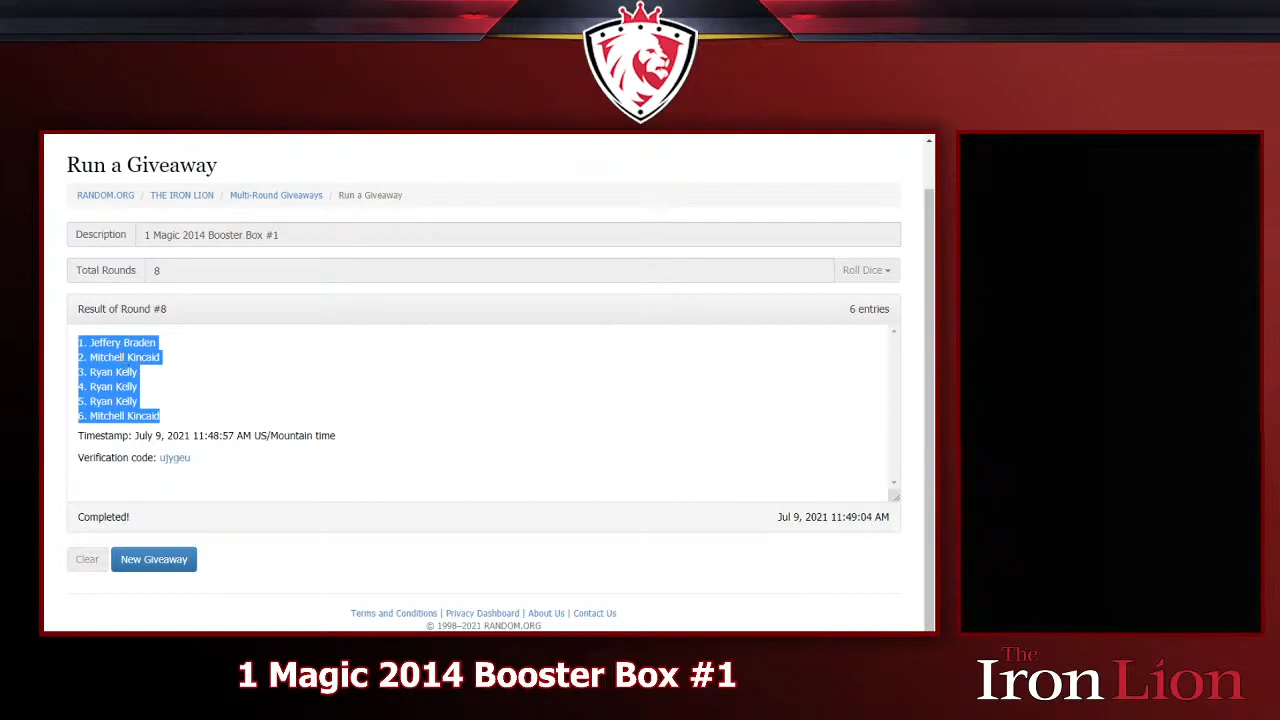 Run a Giveaway
RANDOM.ORG / THE IRON LION / Multi-Round Giveaways / Run a Giveaway
Description 1 Magic 2014 Booster Box #1
Total Rounds 8 Roll Dice
Result of Round #8 6 entries
1. Jeffery Braden
2. Mitchell Kincaid
3. Ryan Kelly
4. Ryan Kelly
5. Ryan Kelly
6. Mitchell Kincaid
Timestamp: July 9, 2021 11:48:57 AM US/Mountain time
Verification code: ujygeu
Completed! Jul 9, 2021 11:49:04 AM
Clear New Giveaway
Terms and Conditions | Privacy Dashboard | About Us | Contact Us
© 1998–2021 RANDOM.ORG
1 Magic 2014 Booster Box #1
The
Iron Lion